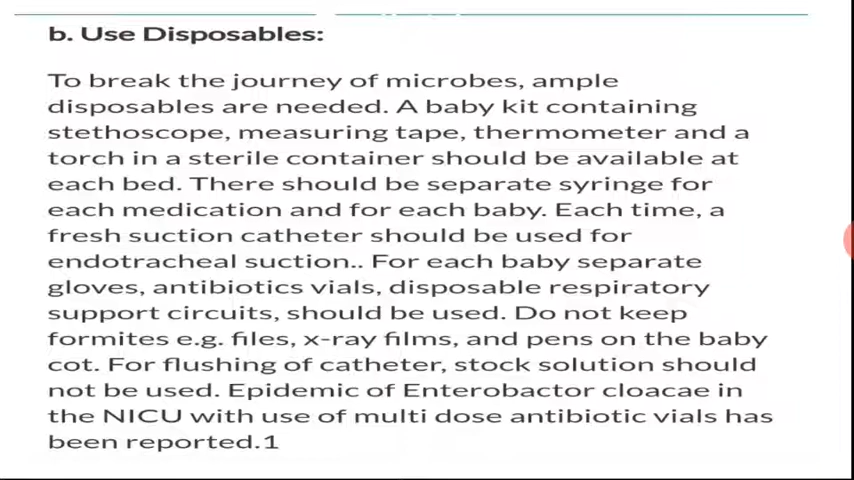 b. Use Disposables:
To break the journey of microbes, ample
disposables are needed. A baby kit containing
stethoscope, measuring tape, thermometer and a
torch in a sterile container should be available at
each bed. There should be separate syringe for
each medication and for each baby. Each time, a
fresh suction catheter should be used for
endotracheal suction.. For each baby separate
gloves, antibiotics vials, disposable respiratory
support circuits, should be used. Do not keep
formites e.g. files, x-ray films, and pens on the baby
cot. For flushing of catheter, stock solution should
not be used. Epidemic of Enterobactor cloacae in
the NICU with use of multi dose antibiotic vials has
been reported.1